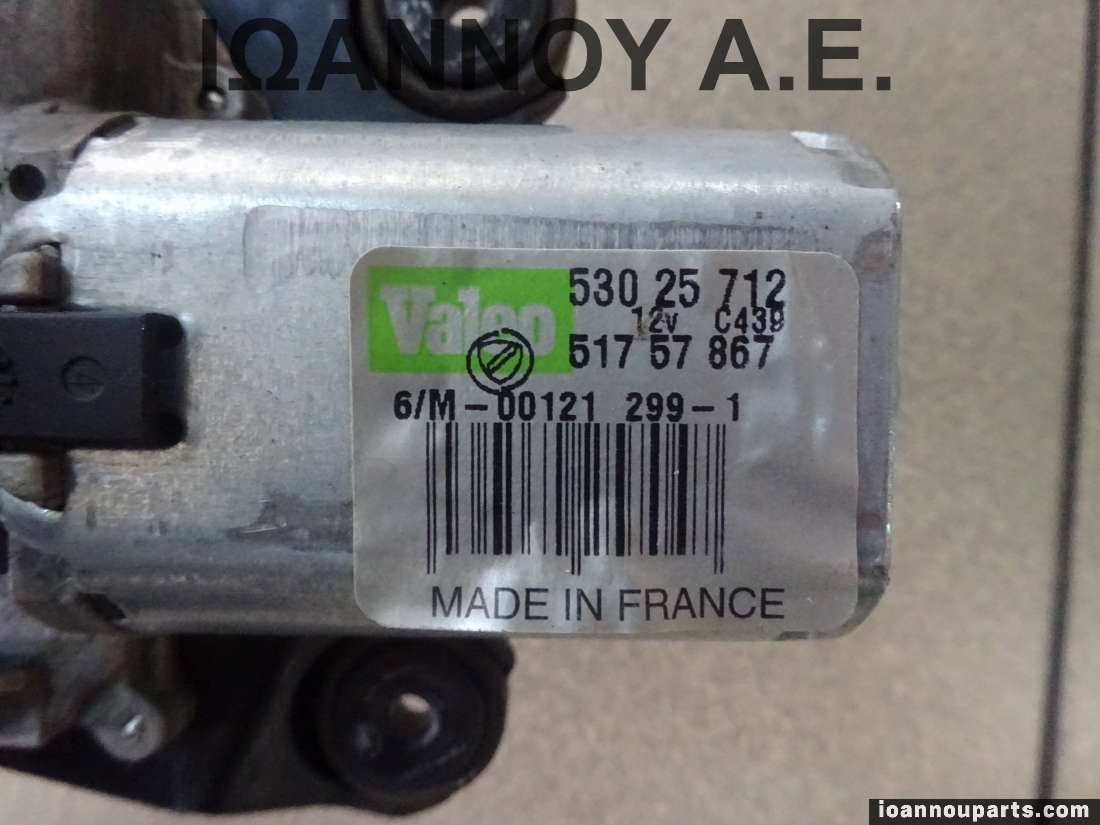 ΙΩΑΝΝΟΥ Α.Ε.
Valeo 530 25 712
12v C439
517 57 867
6/M-00121 299-1
MADE IN FRANCE
ioannouparts.com